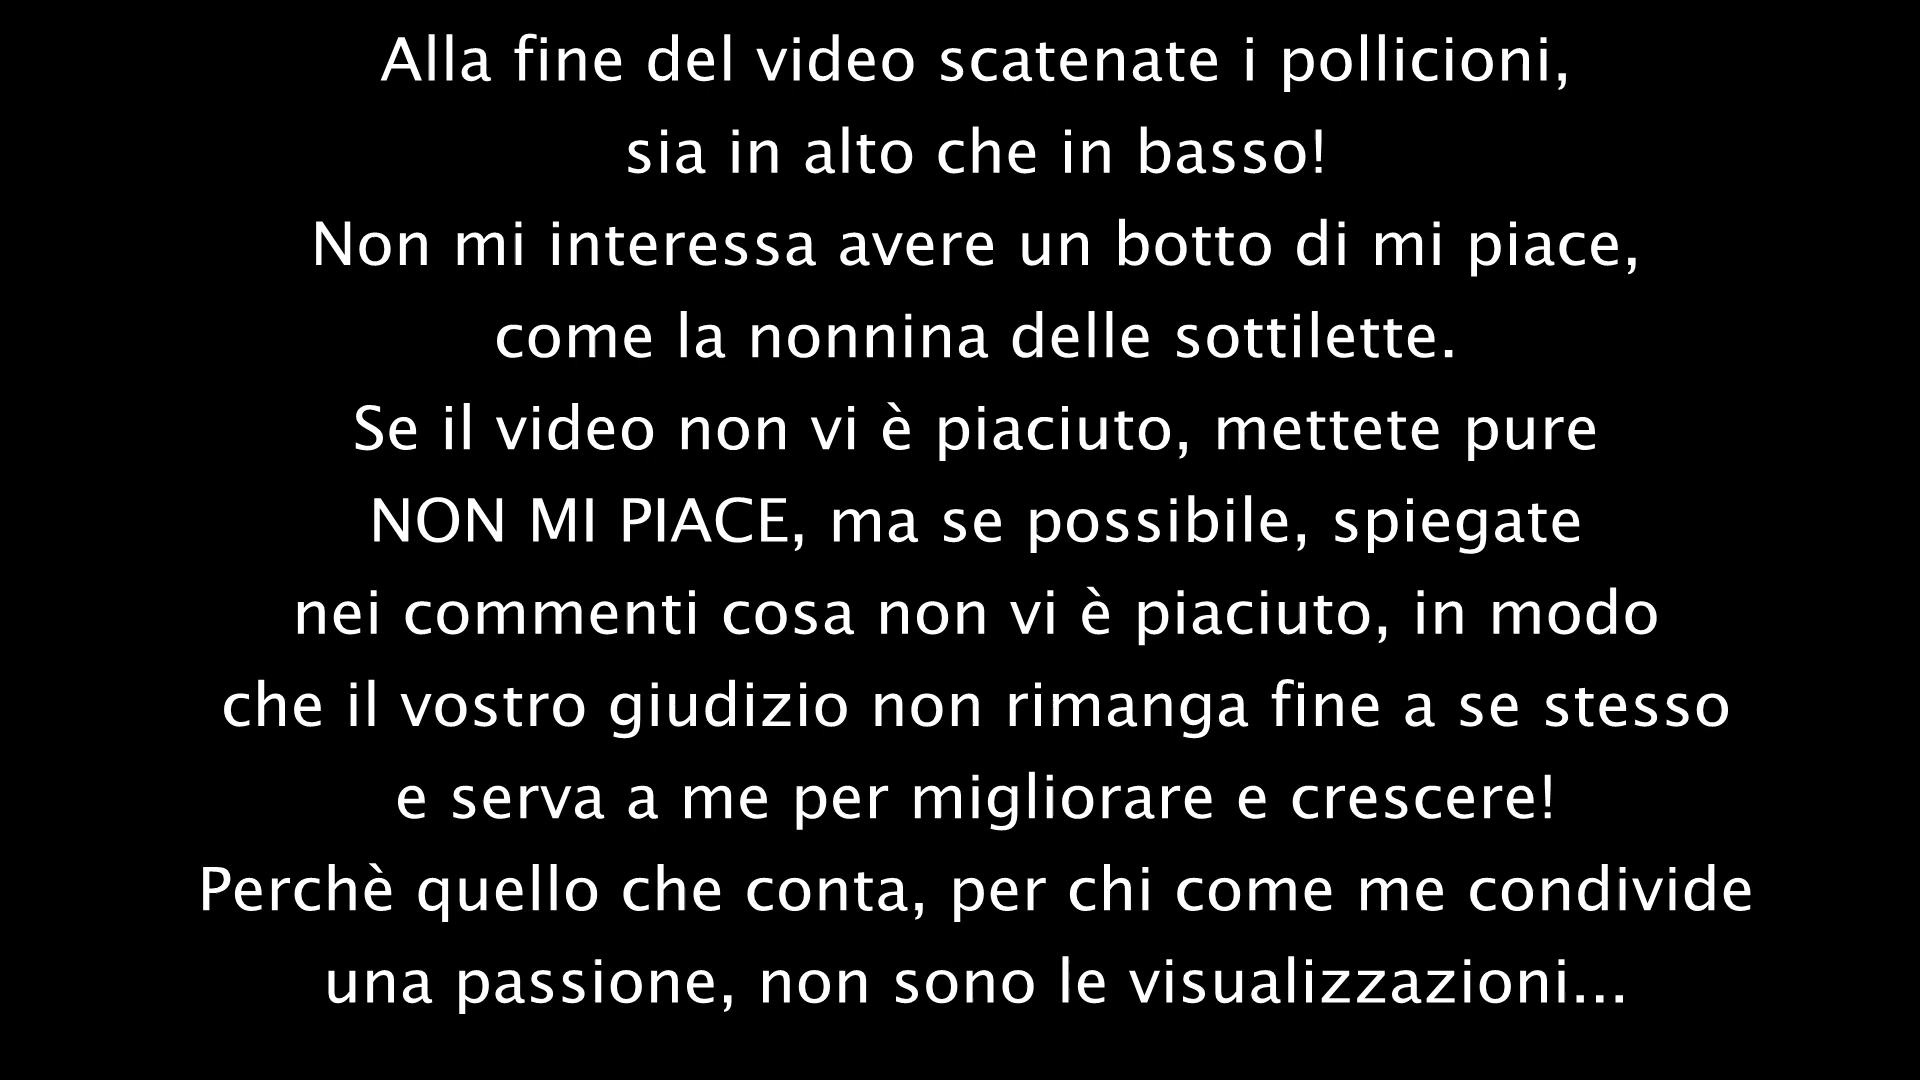 Alla fine del video scatenate i pollicioni,
sia in alto che in basso!
Non mi interessa avere un botto di mi piace,
come la nonnina delle sottilette.
Se il video non vi è piaciuto, mettete pure
NON MI PIACE, ma se possibile, spiegate
nei commenti cosa non vi è piaciuto, in modo
che il vostro giudizio non rimanga fine a se stesso
e serva a me per migliorare e crescere!
Perchè quello che conta, per chi come me condivide
una passione, non sono le visualizzazioni...